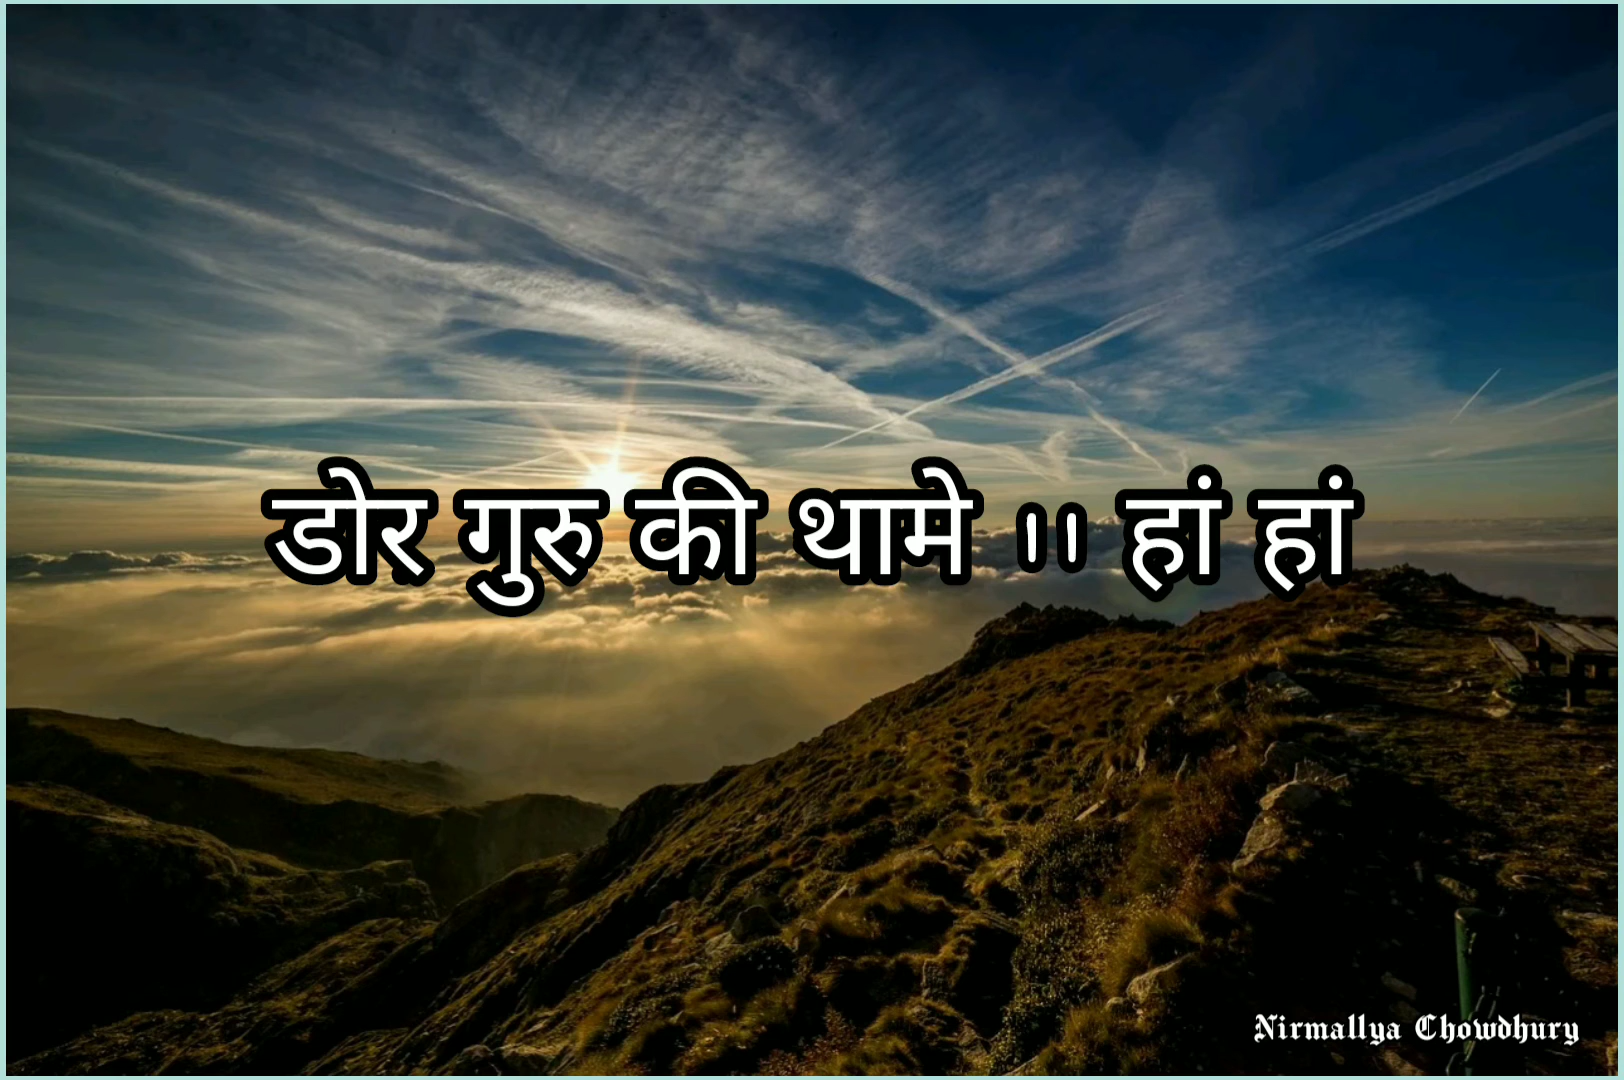 डोर गुरु की थामे ।। हां हां
Nirmallya Chowdhury